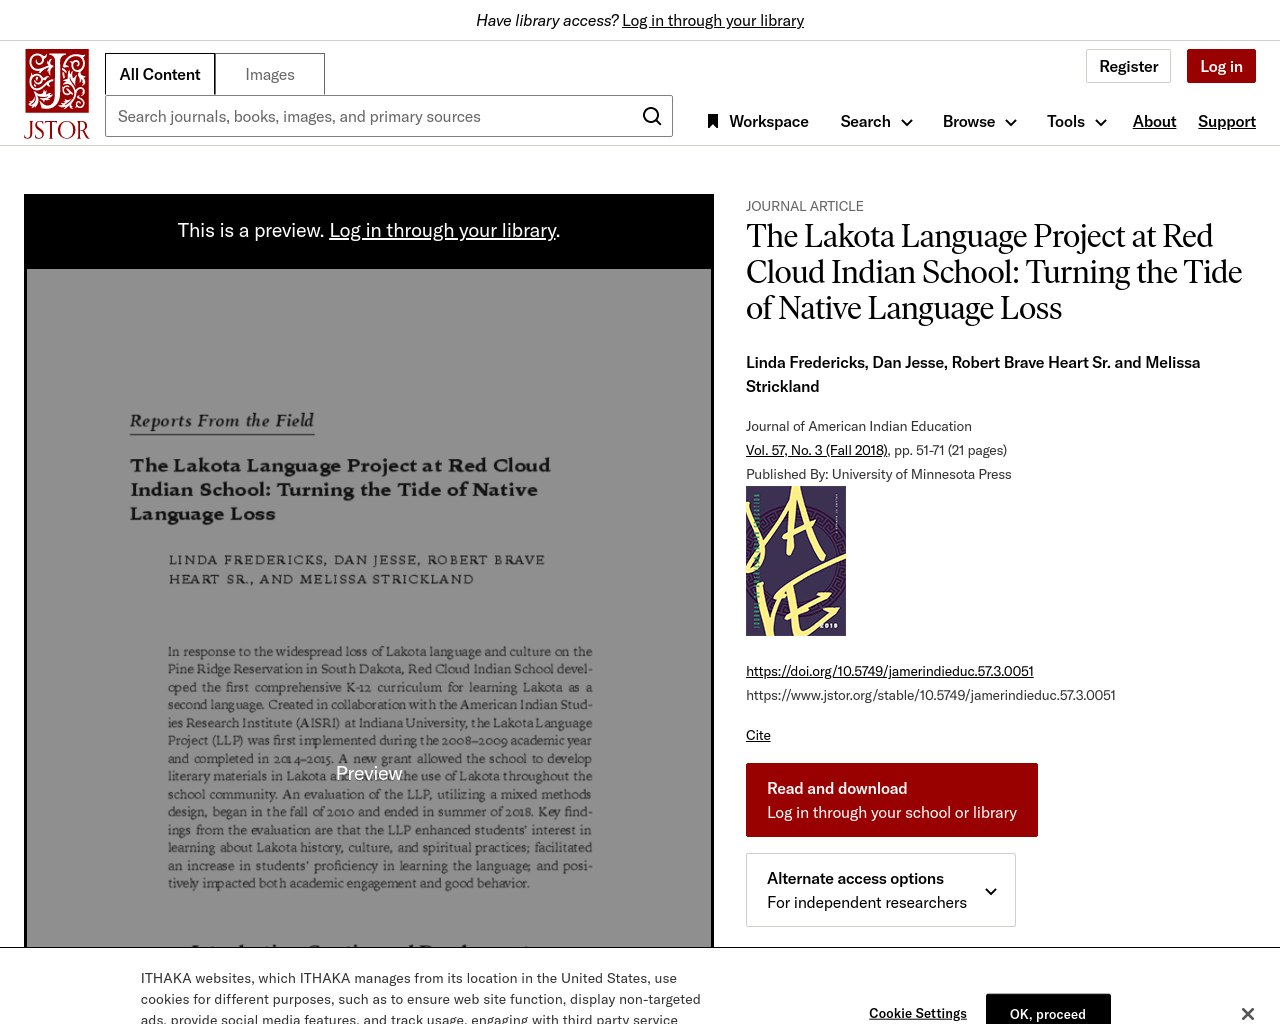 Have library access? Log in through your library
JSTOR
All Content
Images
Register
Log in
Search journals, books, images, and primary sources
Workspace
Search
Browse
Tools
About
Support
This is a preview. Log in through your library.
Reports From the Field
The Lakota Language Project at Red Cloud
Indian School: Turning the Tide of Native
Language Loss
LINDA FREDERICKS, DAN JESSE, ROBERT BRAVE
HEART SR., AND MELISSA STRICKLAND
In response to the widespread loss of Lakota language and culture on the
Pine Ridge Reservation in South Dakota, Red Cloud Indian School devel-
oped the first comprehensive K-12 curriculum for learning Lakota as a
second language. Created in collaboration with the American Indian Stud-
ies Research Institute (AISRI) at Indiana University, the Lakota Language
Project (LLP) was first implemented during the 2008–2009 academic year
and completed in 2014–2015. A new grant allowed the school to develop
literary materials in Lakota and the use of Lakota throughout the
Preview
school community. An evaluation of the LLP, utilizing a mixed methods
design, began in the fall of 2010 and ended in summer of 2018. Key find-
ings from the evaluation are that the LLP enhanced students' interest in
learning about Lakota history, culture, and spiritual practices; facilitated
an increase in students' proficiency in learning the language; and posi-
tively impacted both academic engagement and good behavior.
JOURNAL ARTICLE
The Lakota Language Project at Red
Cloud Indian School: Turning the Tide
of Native Language Loss
Linda Fredericks, Dan Jesse, Robert Brave Heart Sr. and Melissa
Strickland
Journal of American Indian Education
Vol. 57, No. 3 (Fall 2018), pp. 51-71 (21 pages)
Published By: University of Minnesota Press
2018
https://doi.org/10.5749/jamerindieduc.57.3.0051
https://www.jstor.org/stable/10.5749/jamerindieduc.57.3.0051
Cite
Read and download
Log in through your school or library
Alternate access options
For independent researchers
ITHAKA websites, which ITHAKA manages from its location in the United States, use
cookies for different purposes, such as to ensure web site function, display non-targeted
ads, provide social media features, and track usage, engaging with third party service
Cookie Settings
OK, proceed